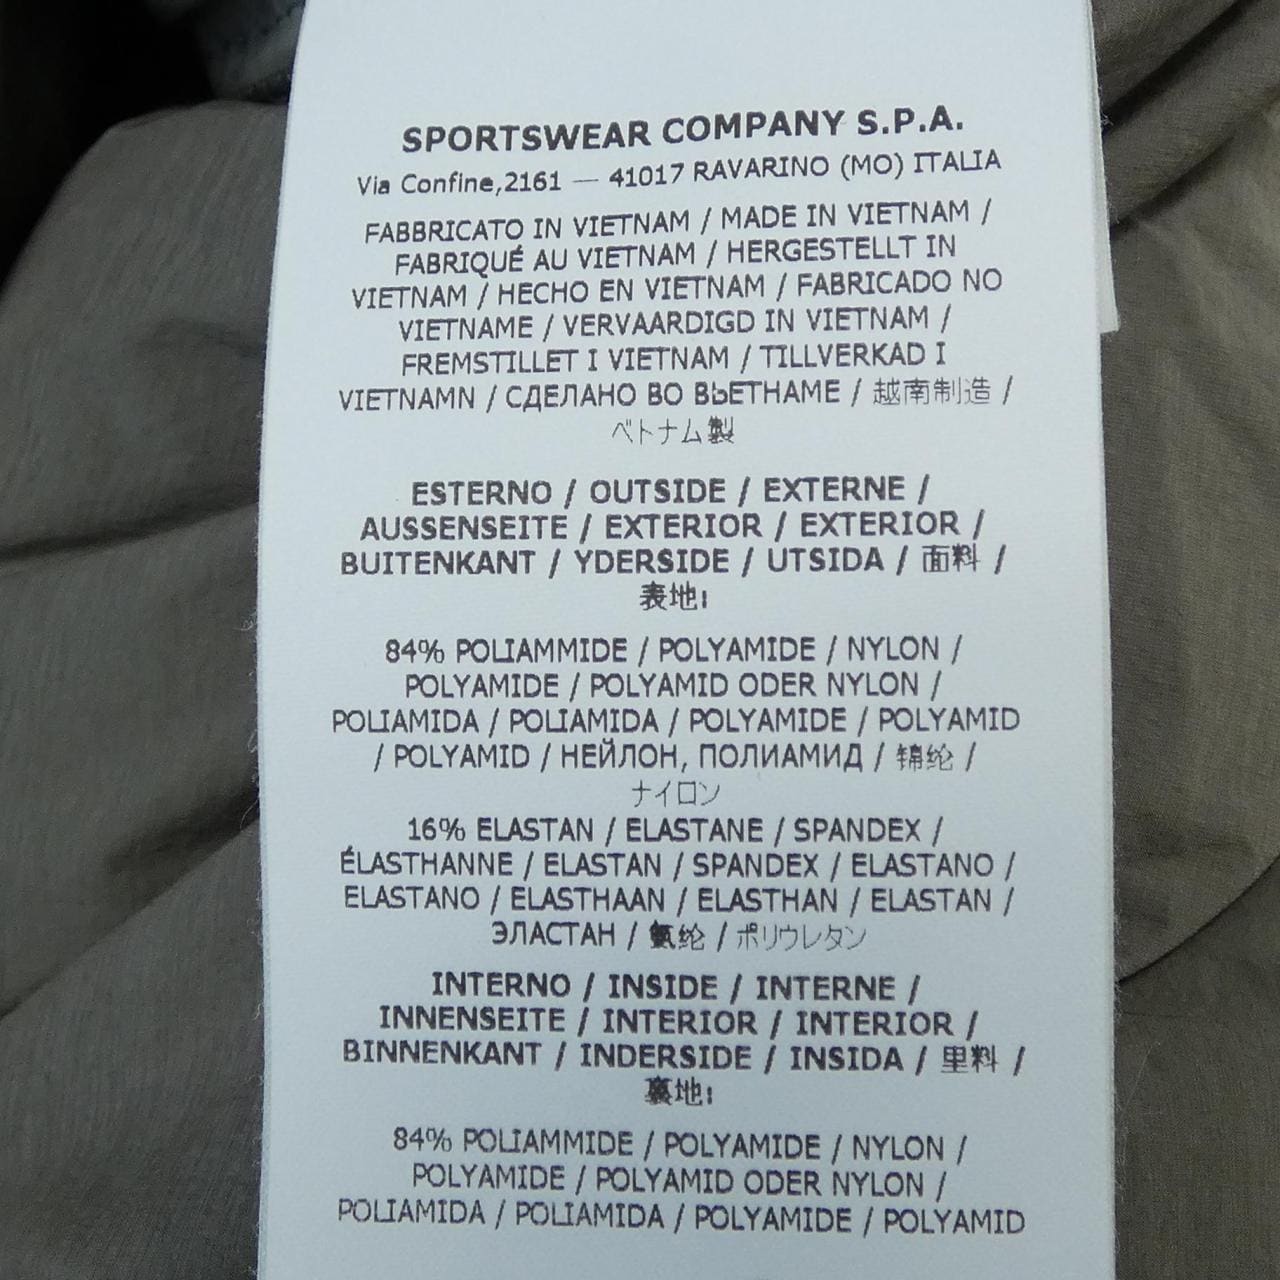 SPORTSWEAR COMPANY S.P.A.
Via Confine,2161 — 41017 RAVARINO (MO) ITALIA
FABBRICATO IN VIETNAM / MADE IN VIETNAM /
FABRIQUÉ AU VIETNAM / HERGESTELLT IN
VIETNAM / HECHO EN VIETNAM / FABRICADO NO
VIETNAME / VERVAARDIGD IN VIETNAM /
FREMSTILLET I VIETNAM / TILLVERKAD I
VIETNAMN / СДЕЛАНО ВО ВЬЕТНАМЕ / 越南制造 /
ベトナム製
ESTERNO / OUTSIDE / EXTERNE /
AUSSENSEITE / EXTERIOR / EXTERIOR /
BUITENKANT / YDERSIDE / UTSIDA / 面料 /
表地:
84% POLIAMMIDE / POLYAMIDE / NYLON /
POLYAMIDE / POLYAMID ODER NYLON /
POLIAMIDA / POLIAMIDA / POLYAMIDE / POLYAMID
/ POLYAMID / НЕЙЛОН, ПОЛИАМИД / 锦纶 /
ナイロン
16% ELASTAN / ELASTANE / SPANDEX /
ÉLASTHANNE / ELASTAN / SPANDEX / ELASTANO /
ELASTANO / ELASTHAAN / ELASTHAN / ELASTAN /
ЭЛАСТАН / 氨纶 / ポリウレタン
INTERNO / INSIDE / INTERNE /
INNENSEITE / INTERIOR / INTERIOR /
BINNENKANT / INDERSIDE / INSIDA / 里料 /
裏地:
84% POLIAMMIDE / POLYAMIDE / NYLON /
POLYAMIDE / POLYAMID ODER NYLON /
POLIAMIDA / POLIAMIDA / POLYAMIDE / POLYAMID